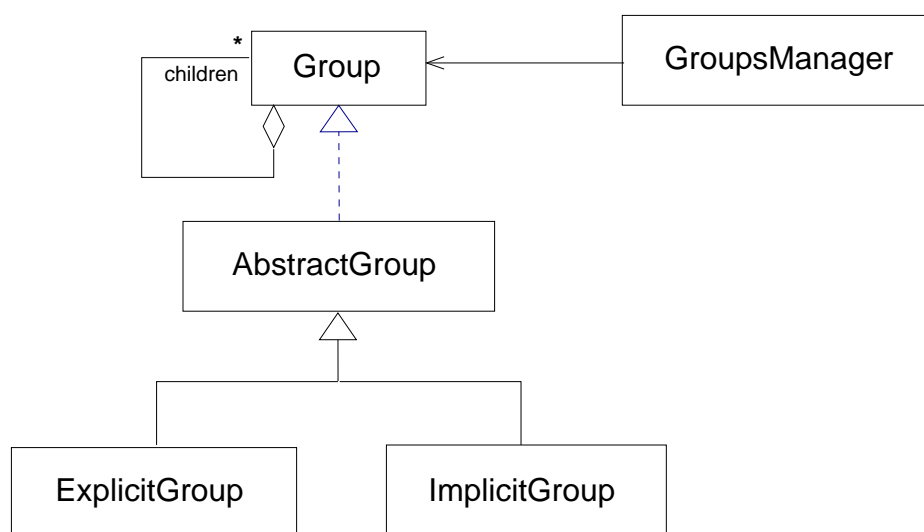 *
children
Group
GroupsManager
AbstractGroup
ExplicitGroup
ImplicitGroup